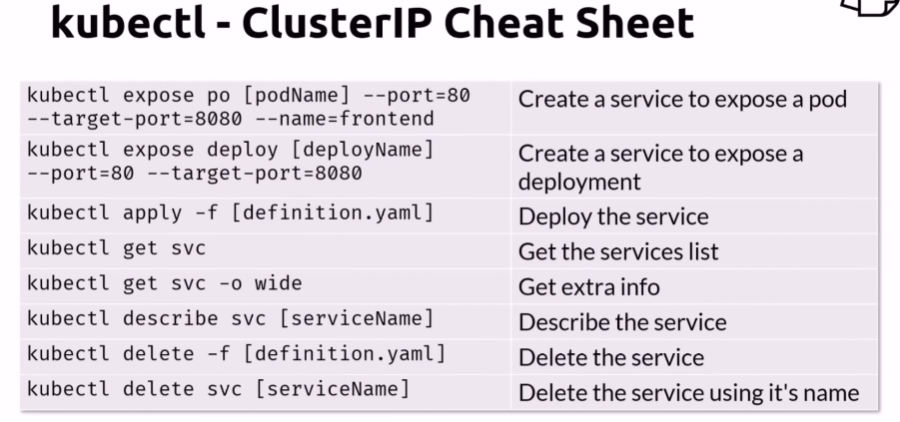 kubectl - ClusterIP Cheat Sheet
kubectl expose po [podName] --port=80
--target-port=8080 --name=frontend
Create a service to expose a pod
kubectl expose deploy [deployName]
--port=80 --target-port=8080
Create a service to expose a
deployment
kubectl apply -f [definition.yaml]
Deploy the service
kubectl get svc
Get the services list
kubectl get svc -o wide
Get extra info
kubectl describe svc [serviceName]
Describe the service
kubectl delete -f [definition.yaml]
Delete the service
kubectl delete svc [serviceName]
Delete the service using it's name